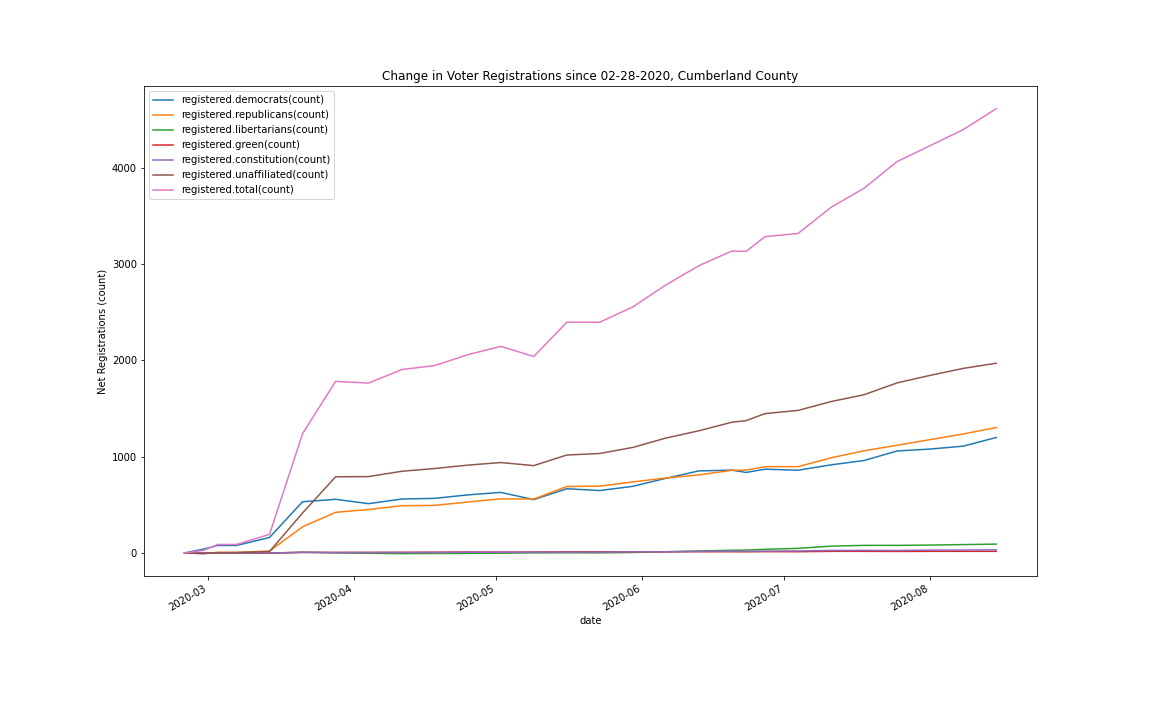 Change in Voter Registrations since 02-28-2020, Cumberland County
registered.democrats(count)
registered.republicans(count)
registered.libertarians(count)
registered.green(count)
registered.constitution(count)
registered.unaffiliated(count)
registered.total(count)
Net Registrations (count)
4000
3000
2000
1000
0
2020-03
2020-04
2020-05
2020-06
2020-07
2020-08
date